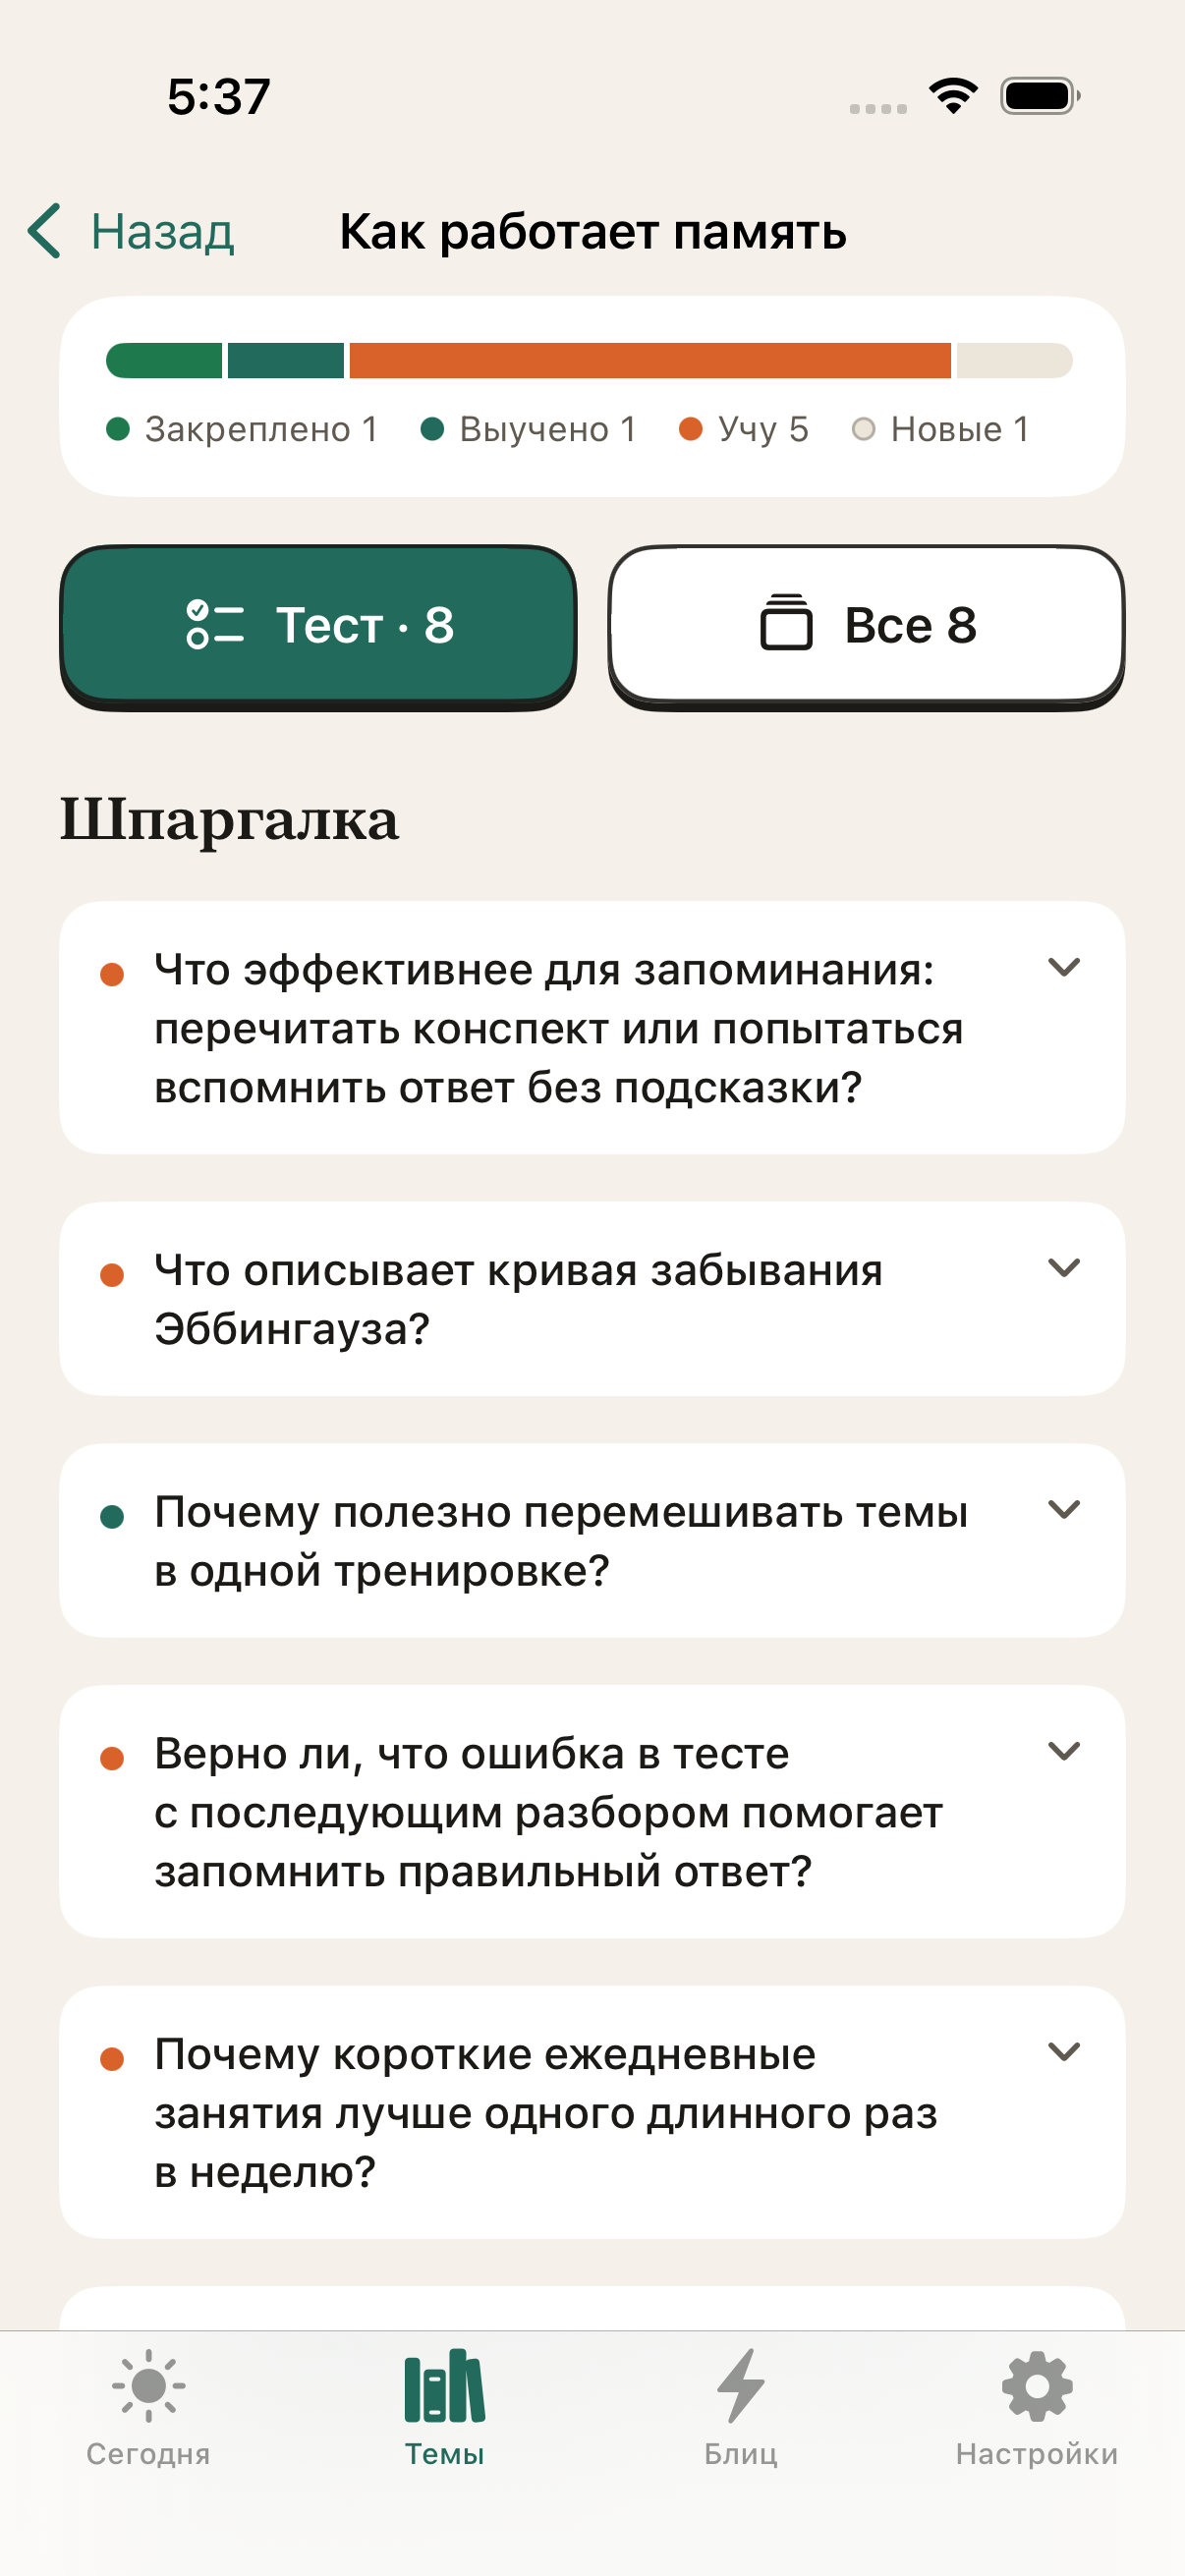 5:37
Назад
Как работает память
Закреплено 1
Выучено 1
Учу 5
Новые 1
Тест · 8
Все 8
Шпаргалка
Что эффективнее для запоминания:
перечитать конспект или попытаться
вспомнить ответ без подсказки?
Что описывает кривая забывания
Эббингауза?
Почему полезно перемешивать темы
в одной тренировке?
Верно ли, что ошибка в тесте
с последующим разбором помогает
запомнить правильный ответ?
Почему короткие ежедневные
занятия лучше одного длинного раз
в неделю?
Сегодня
Темы
Блиц
Настройки